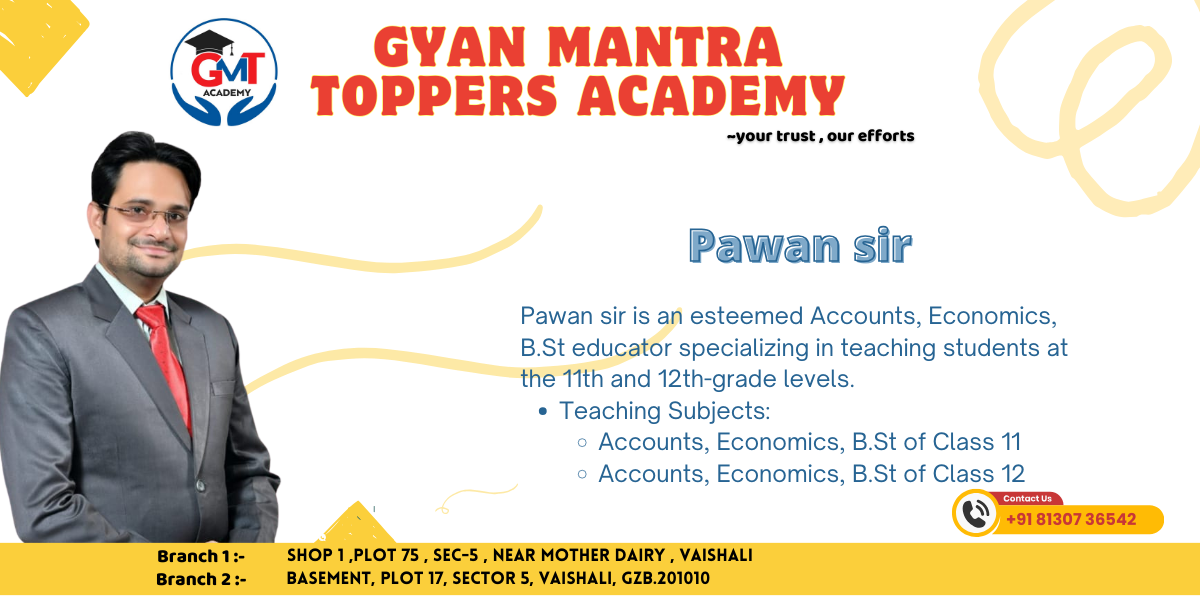 GMT
ACADEMY
GYAN MANTRA
TOPPERS ACADEMY
~your trust , our efforts
Pawan sir
Pawan sir is an esteemed Accounts, Economics,
B.St educator specializing in teaching students at
the 11th and 12th-grade levels.
• Teaching Subjects:
◦ Accounts, Economics, B.St of Class 11
◦ Accounts, Economics, B.St of Class 12
Contact Us
+91 81307 36542
Branch 1 :- SHOP 1 ,PLOT 75 , SEC-5 , NEAR MOTHER DAIRY , VAISHALI
Branch 2 :- BASEMENT, PLOT 17, SECTOR 5, VAISHALI, GZB.201010